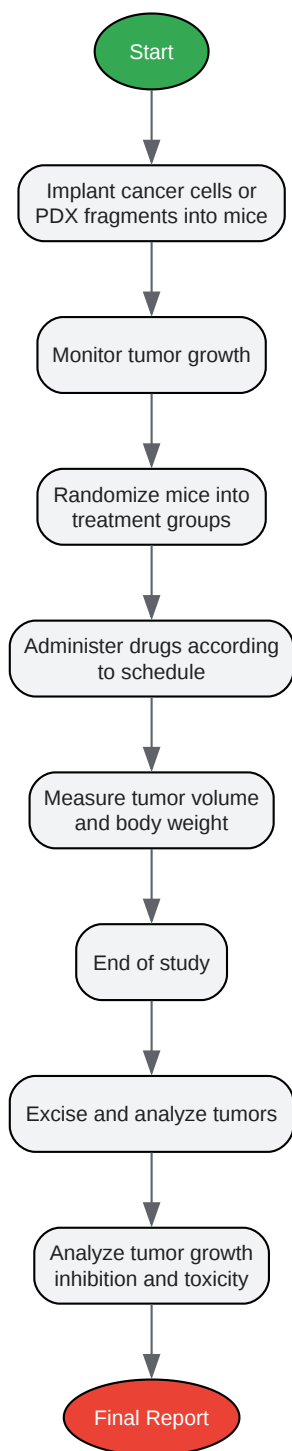 Start
Implant cancer cells or
PDX fragments into mice
Monitor tumor growth
Randomize mice into
treatment groups
Administer drugs according
to schedule
Measure tumor volume
and body weight
End of study
Excise and analyze tumors
Analyze tumor growth
inhibition and toxicity
Final Report